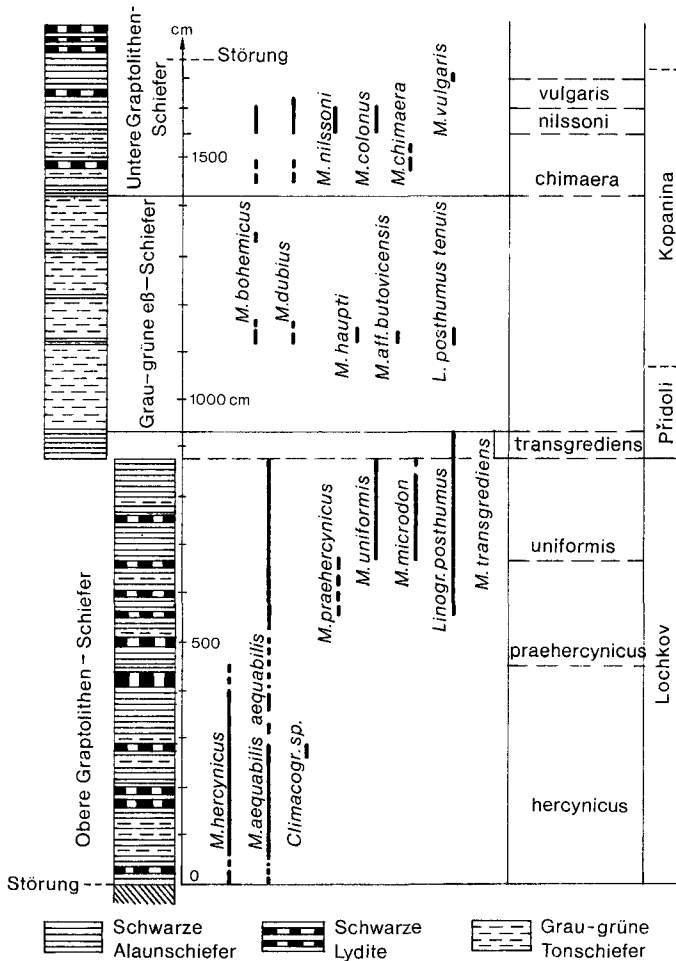 cm
Störung
Untere Graptolithen-
Schiefer
1500
M. nilssoni
M. colonus
M. chimaera
M. vulgaris
vulgaris
nilssoni
chimaera
Kopanina
Grau-grüne eß-Schiefer
M. bohemicus
M. dubius
M. haupti
M. aff. butovicensis
L. posthumus tenuis
1000 cm
Přidoli
transgrediens
Obere Graptolithen-Schiefer
M. praehercynicus
M. uniformis
M. microdon
Linogr. posthumus
M. transgrediens
uniformis
500
praehercynicus
Lochkov
M. hercynicus
M. aequabilis aequabilis
Climacogr. sp.
hercynicus
0
Störung
Schwarze
Alaunschiefer
Schwarze
Lydite
Grau-grüne
Tonschiefer